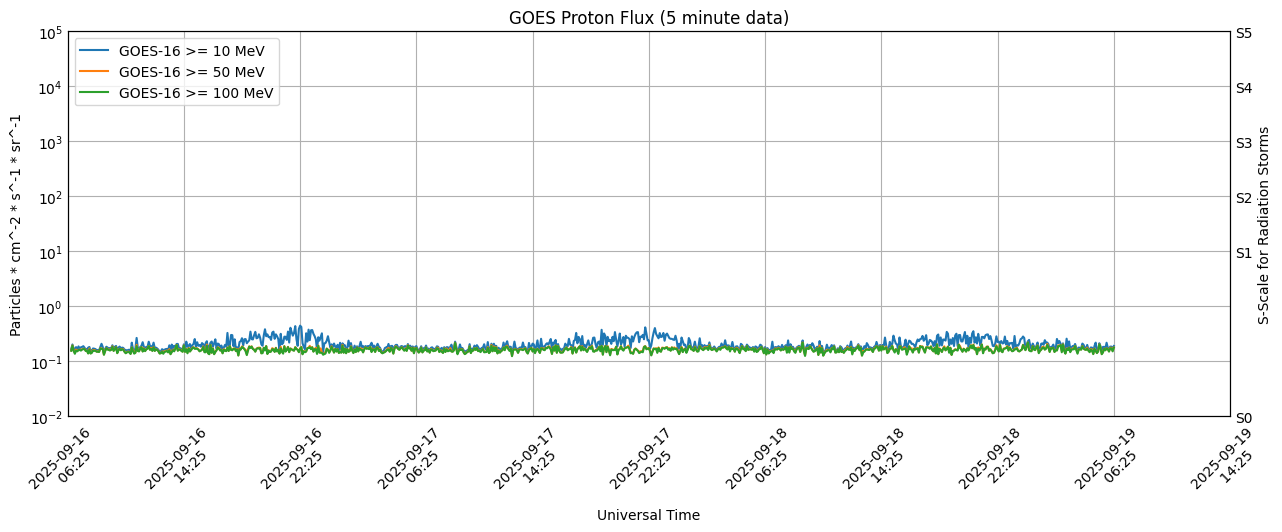 GOES Proton Flux (5 minute data)
GOES-16 >= 10 MeV
GOES-16 >= 50 MeV
GOES-16 >= 100 MeV
Particles * cm^-2 * s^-1 * sr^-1
10^5
10^4
10^3
10^2
10^1
10^0
10^-1
10^-2
S5
S4
S3
S2
S1
S0
S-Scale for Radiation Storms
2025-09-16
06:25
2025-09-16
14:25
2025-09-16
22:25
2025-09-17
06:25
2025-09-17
14:25
2025-09-17
22:25
2025-09-18
06:25
2025-09-18
14:25
2025-09-18
22:25
2025-09-19
06:25
2025-09-19
14:25
Universal Time